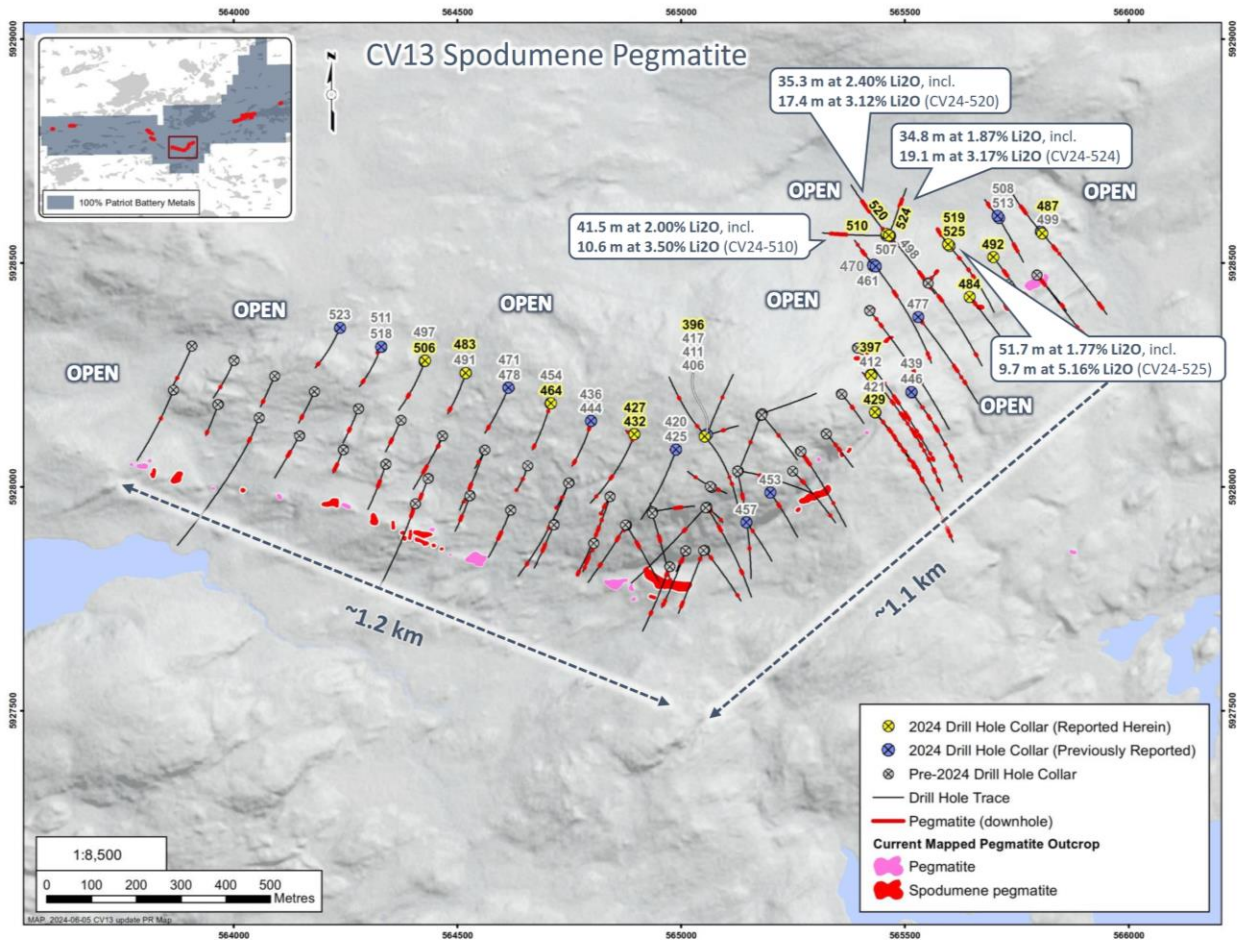 564000
564500
565000
565500
566000
5929000
5929000
5928500
5928500
5928000
5928000
5927500
5927500
CV13 Spodumene Pegmatite
N
100% Patriot Battery Metals
35.3 m at 2.40% Li2O, incl.
17.4 m at 3.12% Li2O (CV24-520)
34.8 m at 1.87% Li2O, incl.
19.1 m at 3.17% Li2O (CV24-524)
41.5 m at 2.00% Li2O, incl.
10.6 m at 3.50% Li2O (CV24-510)
51.7 m at 1.77% Li2O, incl.
9.7 m at 5.16% Li2O (CV24-525)
OPEN
OPEN
OPEN
OPEN
OPEN
OPEN
OPEN
510
520
524
498
507
470
461
519
525
508
513
487
499
492
484
477
523
511
518
497
506
483
491
471
478
454
464
436
444
427
432
420
425
396
417
411
406
397
412
421
429
439
446
453
457
~1.2 km
~1.1 km
2024 Drill Hole Collar (Reported Herein)
2024 Drill Hole Collar (Previously Reported)
Pre-2024 Drill Hole Collar
Drill Hole Trace
Pegmatite (downhole)
Current Mapped Pegmatite Outcrop
Pegmatite
Spodumene pegmatite
1:8,500
0 100 200 300 400 500
Metres
MAP_2024-06-05 CV13 update PR Map
564000
564500
565000
565500
566000